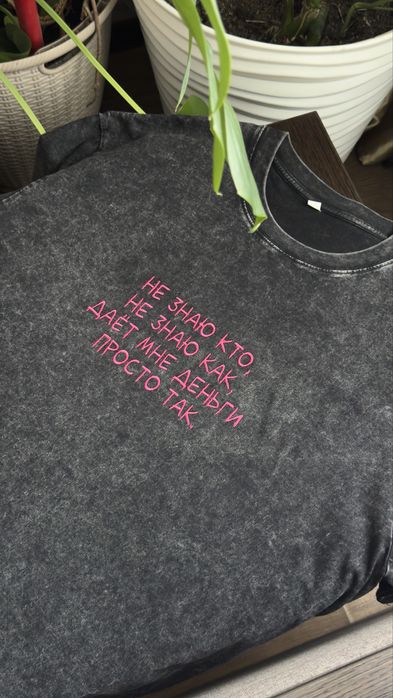 НЕ ЗНАЮ КТО,
НЕ ЗНАЮ КАК,
ДАЁТ МНЕ ДЕНЬГИ
ПРОСТО ТАК.